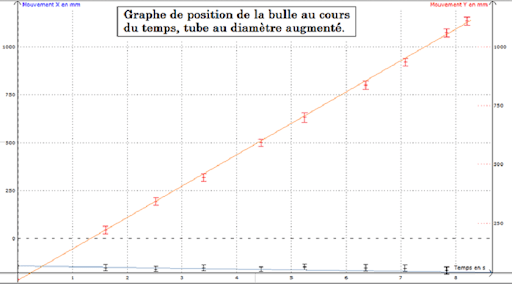 Mouvement X en mm
Mouvement Y en mm
Graphe de position de la bulle au cours
du temps, tube au diamètre augmenté.
1000
1000
750
750
500
500
250
250
0
Temps en s
1 2 3 4 5 6 7 8